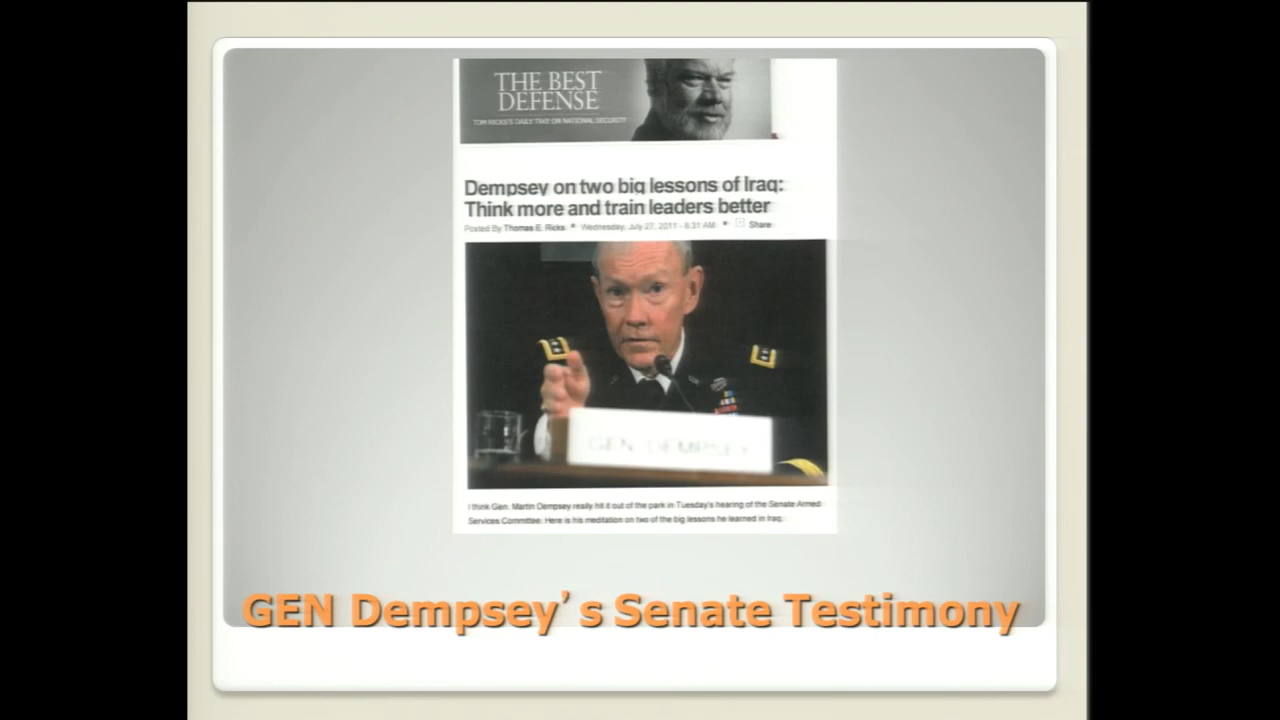 THE BEST
DEFENSE
TOM RICKS'S DAILY TAKE ON NATIONAL SECURITY
Dempsey on two big lessons of Iraq:
Think more and train leaders better
Posted By Thomas E. Ricks Wednesday, July 27, 2011 - 8:31 AM Share
GEN DEMPSEY
I think Gen. Martin Dempsey really hit it out of the park in Tuesday's hearing of the Senate Armed
Services Committee: Here is his meditation on two of the big lessons he learned in Iraq:
GEN Dempsey's Senate Testimony